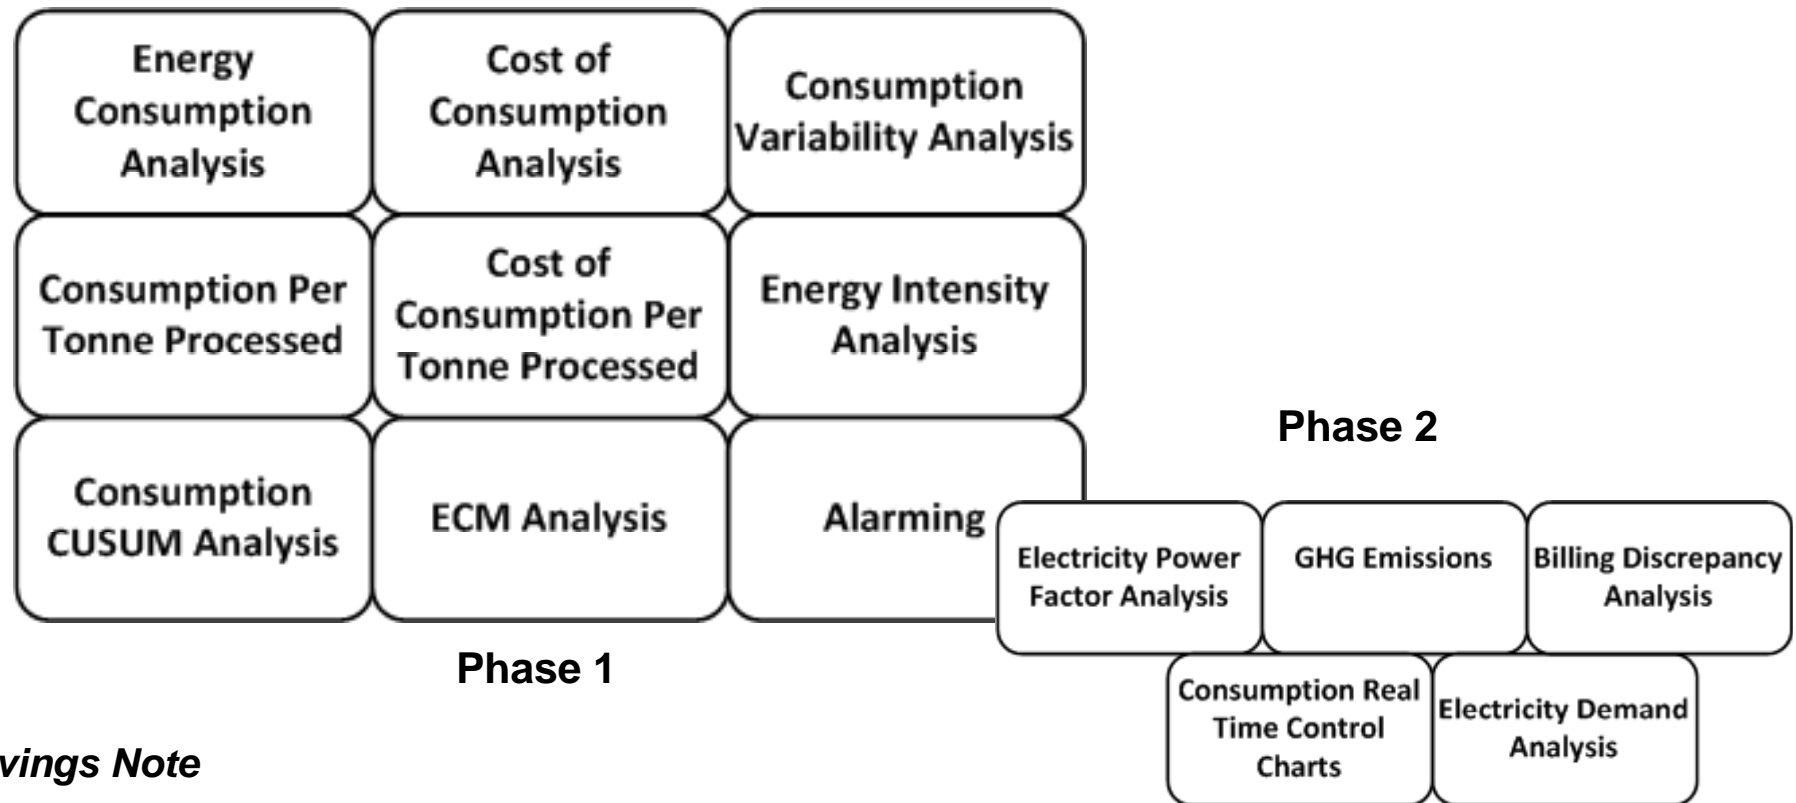 Energy
Consumption
Analysis
Cost of
Consumption
Analysis
Consumption
Variability Analysis
Consumption Per
Tonne Processed
Cost of
Consumption Per
Tonne Processed
Energy Intensity
Analysis
Consumption
CUSUM Analysis
ECM Analysis
Alarming
Phase 1
Phase 2
Electricity Power
Factor Analysis
GHG Emissions
Billing Discrepancy
Analysis
Consumption Real
Time Control
Charts
Electricity Demand
Analysis
vings Note